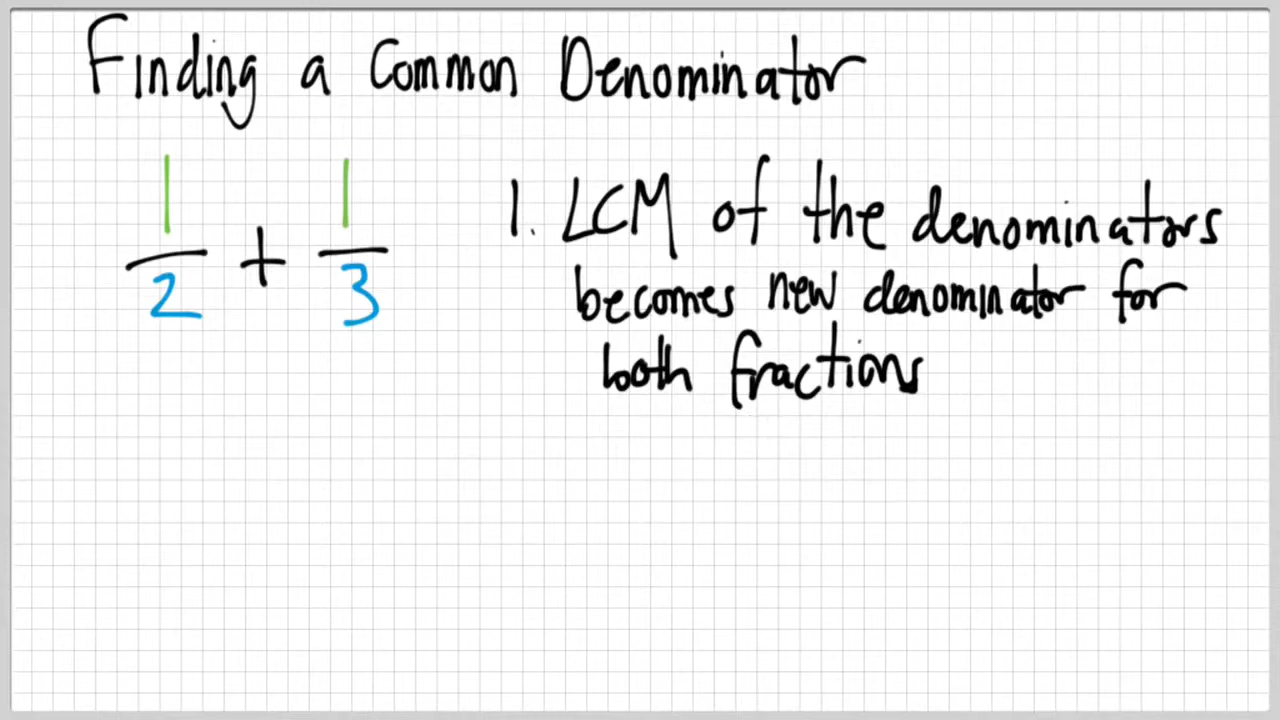 Finding a Common Denominator
1/2 + 1/3
1. LCM of the denominators
becomes new denominator for
both fractions